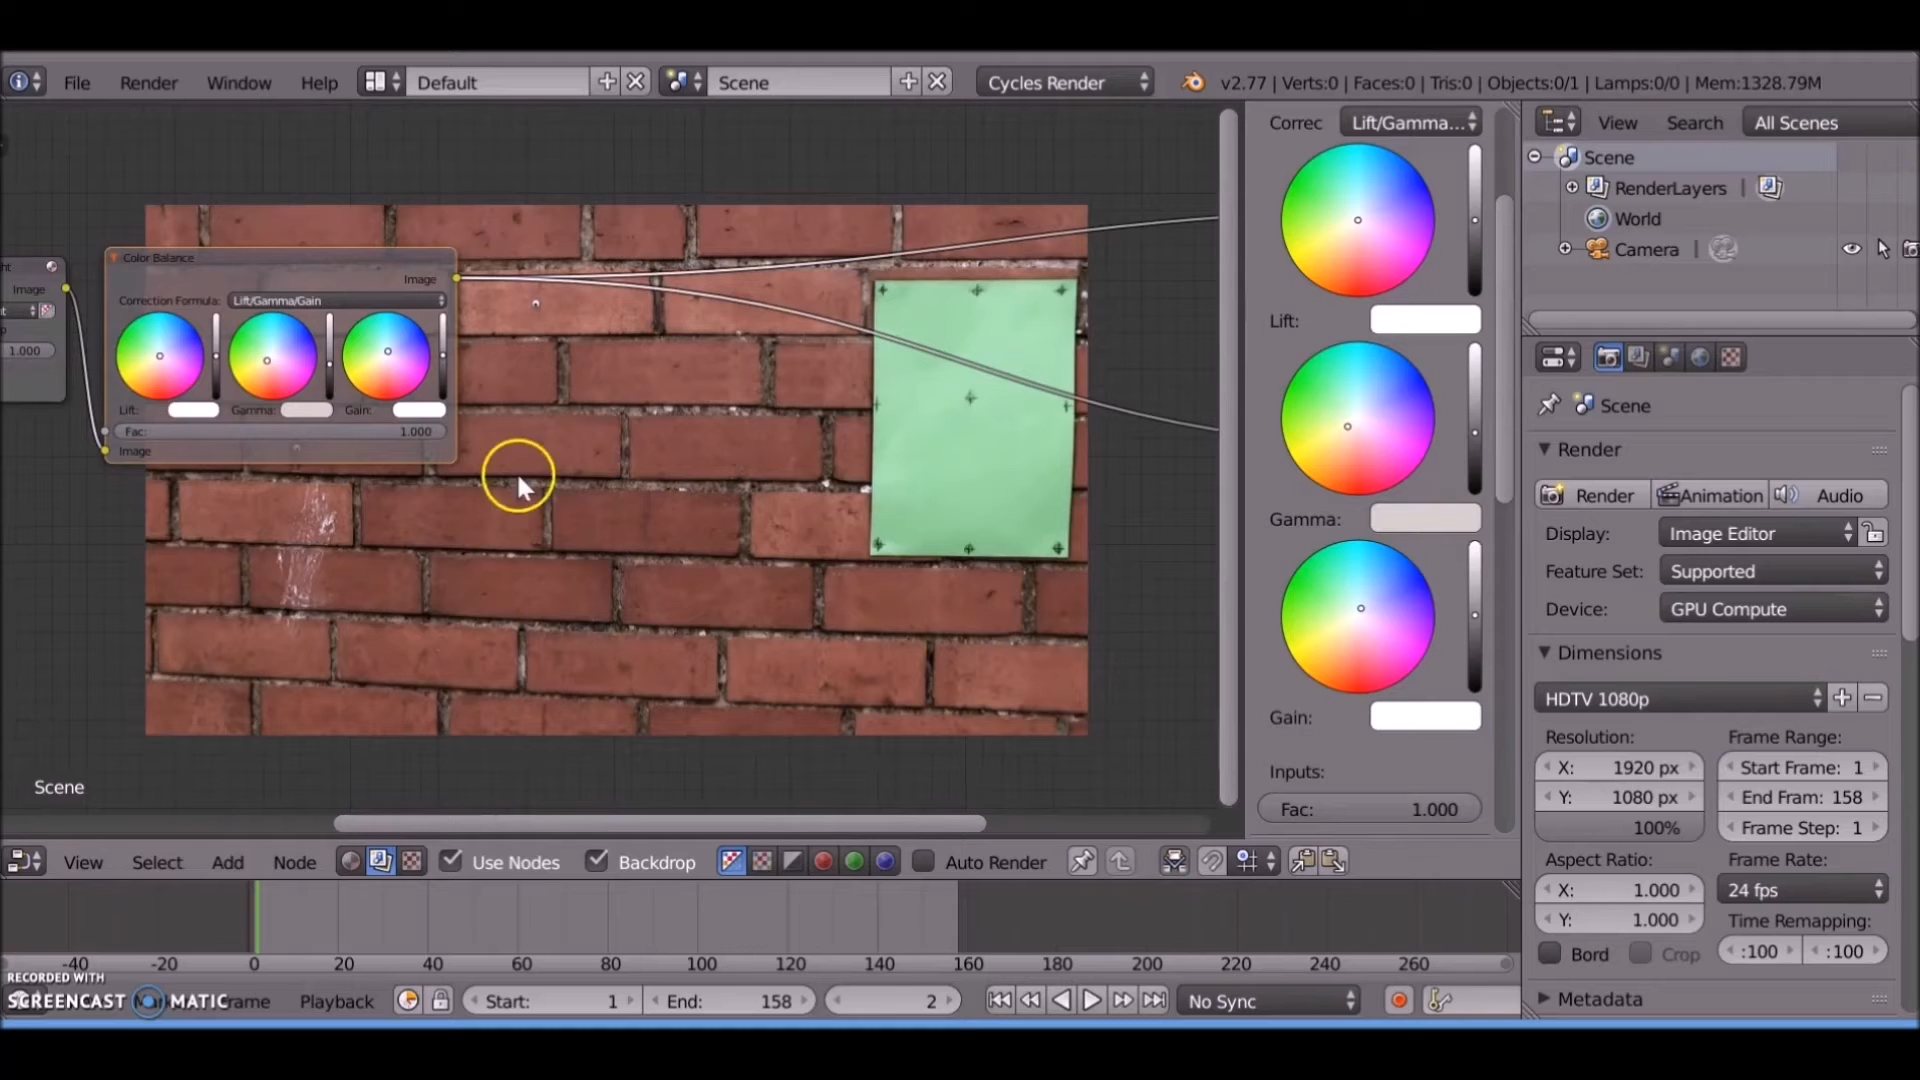 File Render Window Help Default Scene Cycles Render v2.77 | Verts:0 | Faces:0 | Tris:0 | Objects:0/1 | Lamps:0/0 | Mem:1328.79M
Correc Lift/Gamma...
Lift:
Gamma:
Gain:
Inputs:
Fac: 1.000
View Search All Scenes
Scene
RenderLayers
World
Camera
Image
1.000
Color Balance
Image
Correction Formula: Lift/Gamma/Gain
Lift: Gamma: Gain:
Fac: 1.000
Image
Scene
Scene
Render
Render Animation Audio
Display: Image Editor
Feature Set: Supported
Device: GPU Compute
Dimensions
HDTV 1080p
Resolution: Frame Range:
X: 1920 px Start Frame: 1
Y: 1080 px End Fram: 158
100% Frame Step: 1
Aspect Ratio: Frame Rate:
X: 1.000 24 fps
Y: 1.000 Time Remapping:
Bord Crop :100 :100
Metadata
View Select Add Node Use Nodes Backdrop Auto Render
-40 -20 0 20 40 60 80 100 120 140 160 180 200 220 240 260
RECORDED WITH
SCREENCAST MATIC
Frame Playback Start: 1 End: 158 2 No Sync